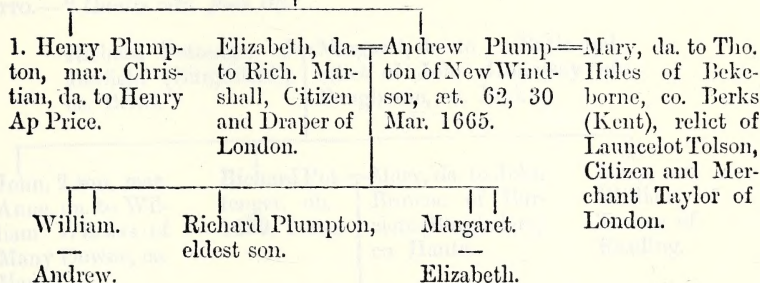 1. Henry Plump-
ton, mar. Chris-
tian, da. to Henry
Ap Price.
Elizabeth, da.
to Rich. Mar-
shall, Citizen
and Draper of
London.
Andrew Plump-
ton of New Wind-
sor, æt. 62, 30
Mar. 1665.
Mary, da. to Tho.
Hales of Beke-
borne, co. Berks
(Kent), relict of
Launcelot Tolson,
Citizen and Mer-
chant Taylor of
London.
William.
Andrew.
Richard Plumpton,
eldest son.
Margaret.
Elizabeth.